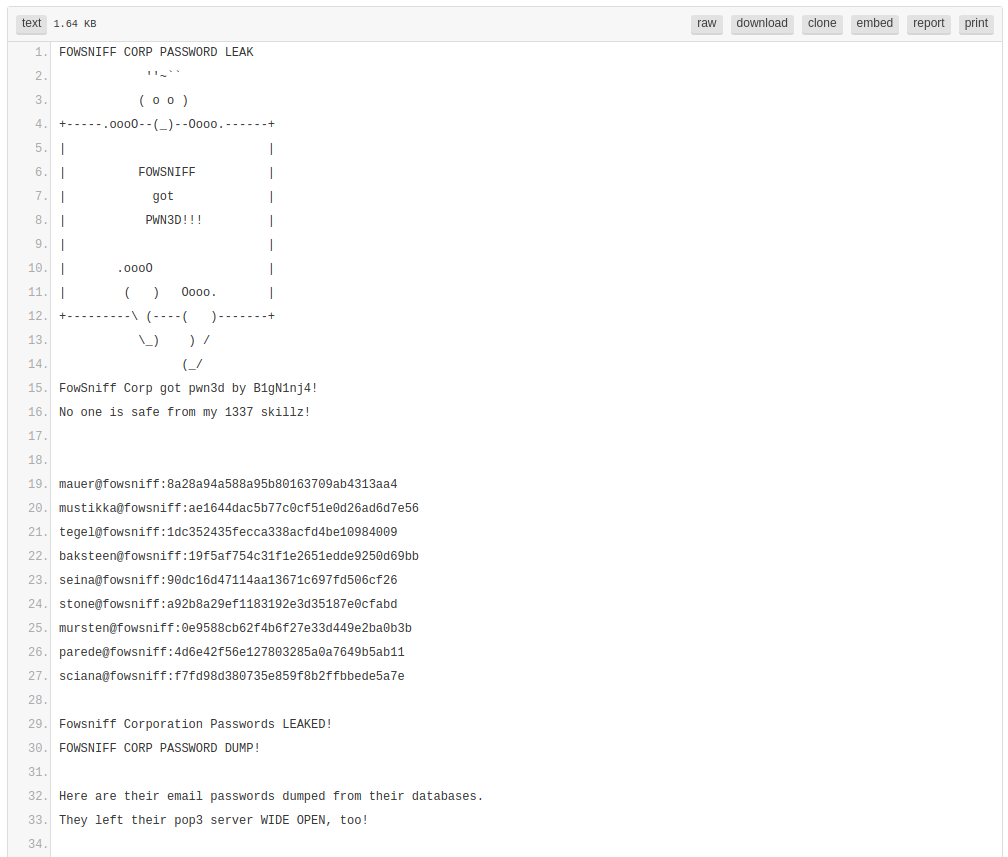 text 1.64 KB raw download clone embed report print
1. FOWSNIFF CORP PASSWORD LEAK
2.             ''~``
3.            ( o o )
4. +-----.oooO--(_)--Oooo.------+
5. |                            |
6. |          FOWSNIFF          |
7. |            got             |
8. |           PWN3D!!!         |
9. |                            |
10. |       .oooO                |
11. |        (   )   Oooo.       |
12. +---------\ (----(   )-------+
13.            \_)    ) /
14.                  (_/
15. FowSniff Corp got pwn3d by B1gN1nj4!
16. No one is safe from my 1337 skillz!
17.
18.
19. mauer@fowsniff:8a28a94a588a95b80163709ab4313aa4
20. mustikka@fowsniff:ae1644dac5b77c0cf51e0d26ad6d7e56
21. tegel@fowsniff:1dc352435fecca338acfd4be10984009
22. baksteen@fowsniff:19f5af754c31f1e2651edde9250d69bb
23. seina@fowsniff:90dc16d47114aa13671c697fd506cf26
24. stone@fowsniff:a92b8a29ef1183192e3d35187e0cfabd
25. mursten@fowsniff:0e9588cb62f4b6f27e33d449e2ba0b3b
26. parede@fowsniff:4d6e42f56e127803285a0a7649b5ab11
27. sciana@fowsniff:f7fd98d380735e859f8b2ffbbede5a7e
28.
29. Fowsniff Corporation Passwords LEAKED!
30. FOWSNIFF CORP PASSWORD DUMP!
31.
32. Here are their email passwords dumped from their databases.
33. They left their pop3 server WIDE OPEN, too!
34.